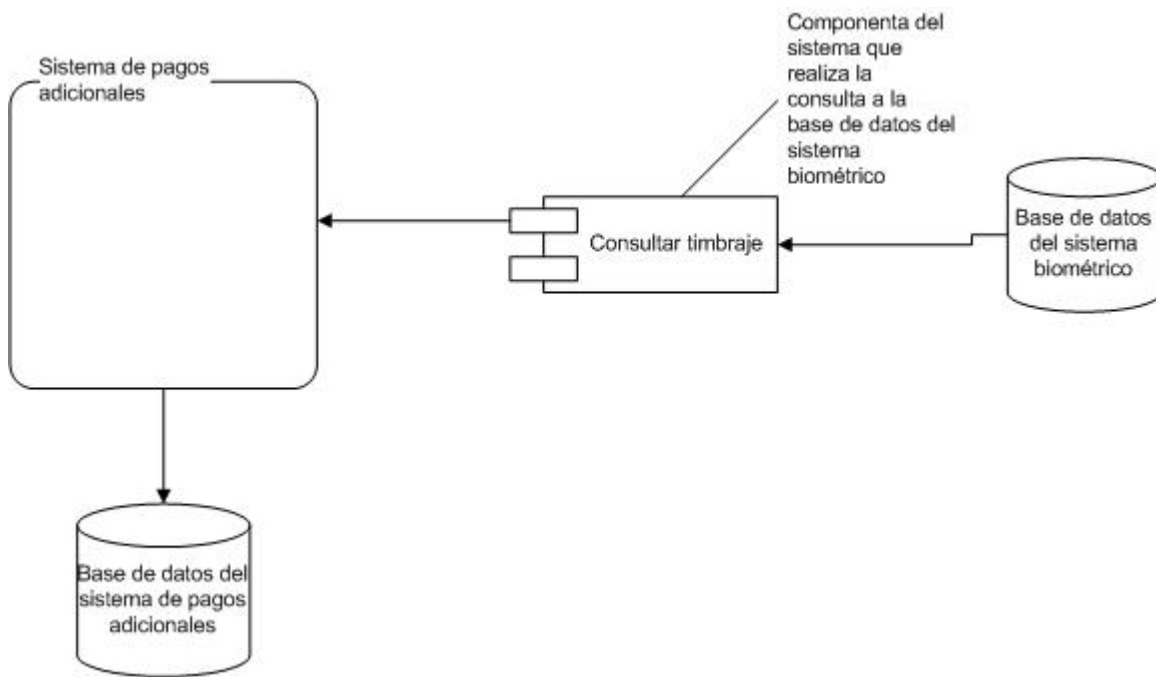 Sistema de pagos
adicionales
Componenta del
sistema que
realiza la
consulta a la
base de datos del
sistema
biométrico
Consultar timbraje
Base de datos
del sistema
biométrico
Base de datos del
sistema de pagos
adicionales